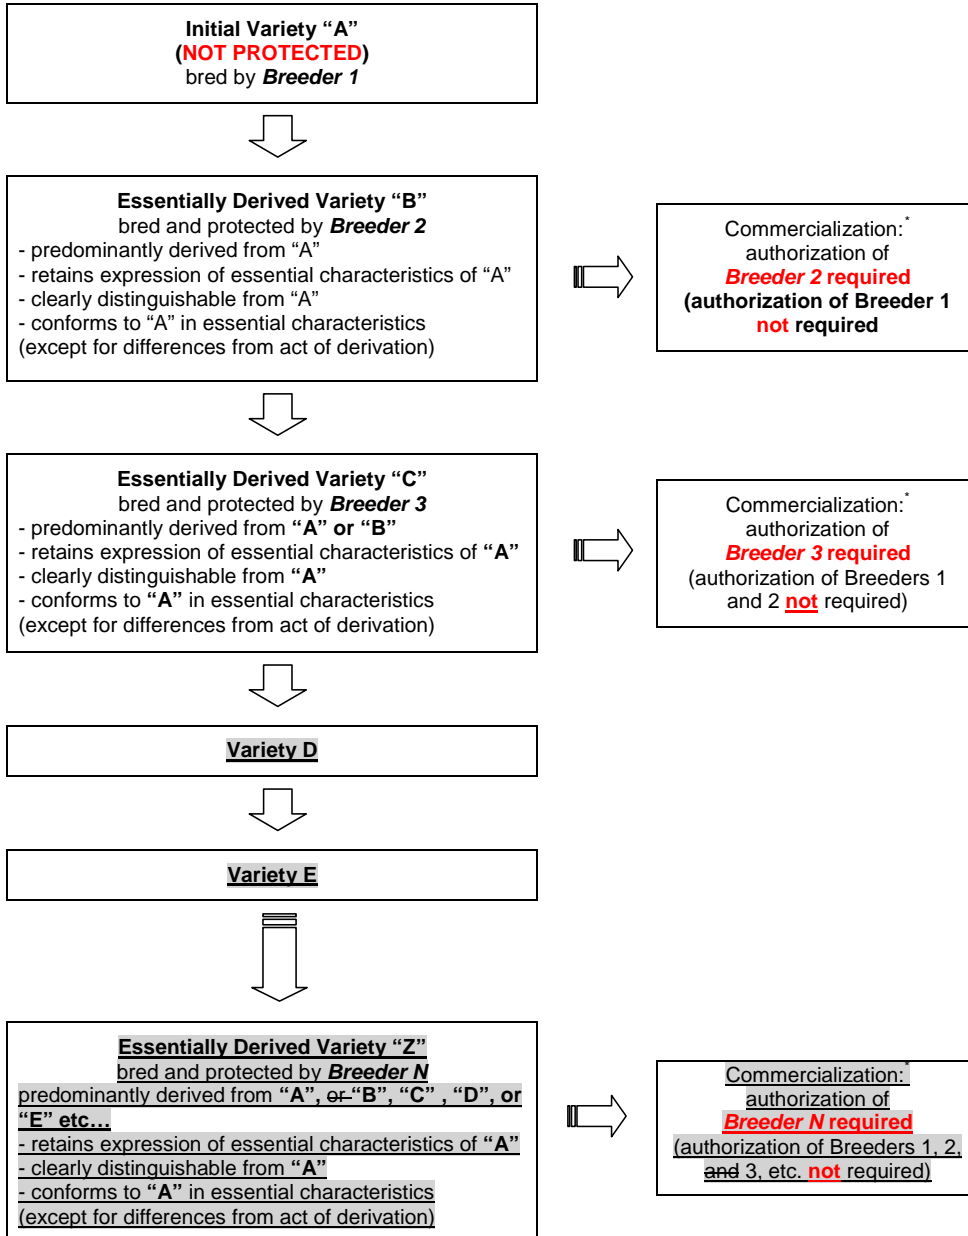 Initial Variety “A”
(NOT PROTECTED)
bred by Breeder 1
Essentially Derived Variety “B”
bred and protected by Breeder 2
- predominantly derived from “A”
- retains expression of essential characteristics of “A”
- clearly distinguishable from “A”
- conforms to “A” in essential characteristics
(except for differences from act of derivation)
Commercialization:*
authorization of
Breeder 2 required
(authorization of Breeder 1
not required
Essentially Derived Variety “C”
bred and protected by Breeder 3
- predominantly derived from “A” or “B”
- retains expression of essential characteristics of “A”
- clearly distinguishable from “A”
- conforms to “A” in essential characteristics
(except for differences from act of derivation)
Commercialization:*
authorization of
Breeder 3 required
(authorization of Breeders 1
and 2 not required)
Variety D
Variety E
Essentially Derived Variety “Z”
bred and protected by Breeder N
predominantly derived from “A”, or “B”, “C” , “D”, or
“E” etc…
- retains expression of essential characteristics of “A”
- clearly distinguishable from “A”
- conforms to “A” in essential characteristics
(except for differences from act of derivation)
Commercialization:*
authorization of
Breeder N required
(authorization of Breeders 1, 2,
and 3, etc. not required)